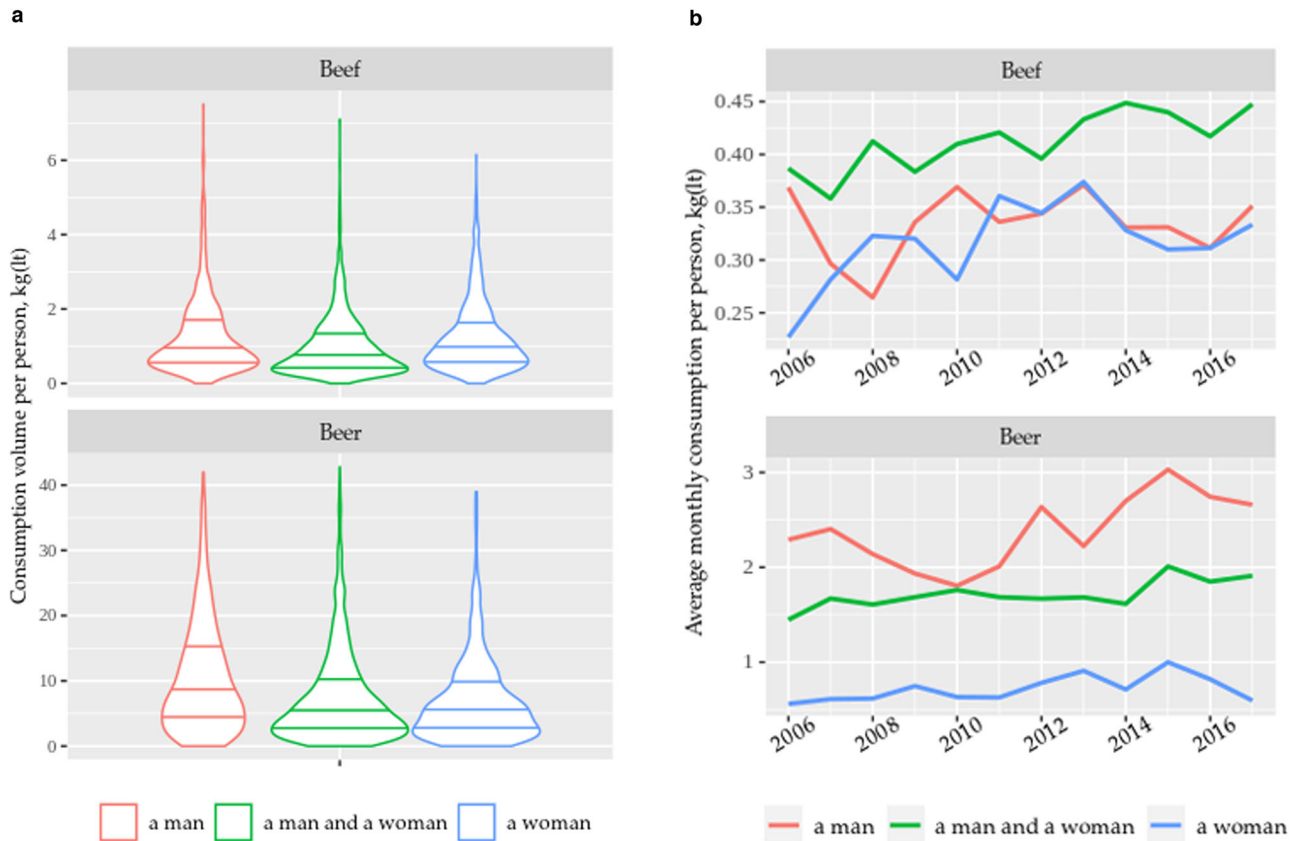 a
Beef
Consumption volume per person, kg(lt)
6
4
2
0
Beer
40
30
20
10
0
a man
a man and a woman
a woman
b
Beef
Average monthly consumption per person, kg(lt)
0.45
0.40
0.35
0.30
0.25
2006
2008
2010
2012
2014
2016
Beer
3
2
1
2006
2008
2010
2012
2014
2016
a man
a man and a woman
a woman